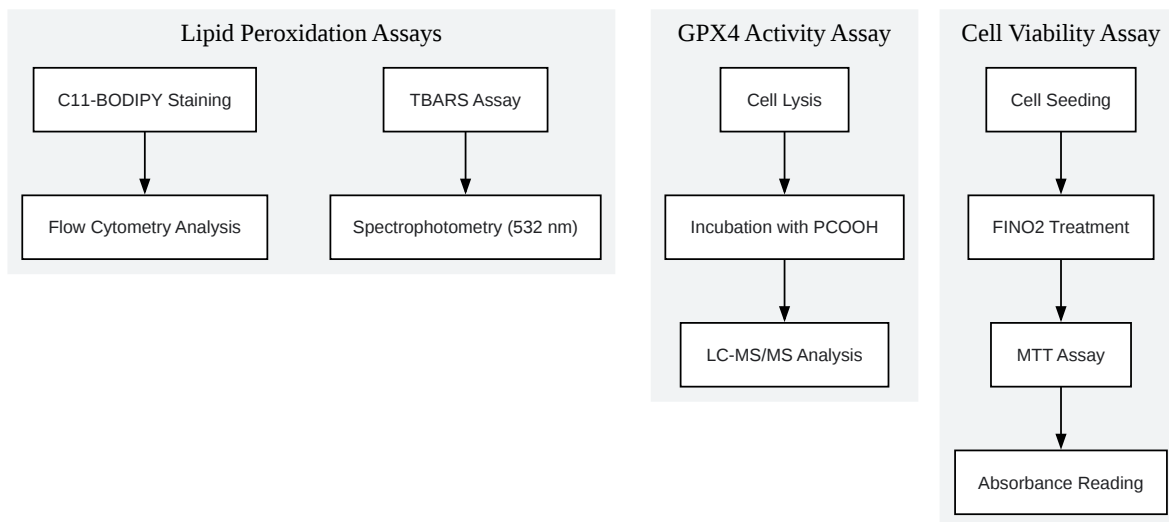 Lipid Peroxidation Assays
C11-BODIPY Staining
TBARS Assay
Flow Cytometry Analysis
Spectrophotometry (532 nm)
GPX4 Activity Assay
Cell Lysis
Incubation with PCOOH
LC-MS/MS Analysis
Cell Viability Assay
Cell Seeding
FINO2 Treatment
MTT Assay
Absorbance Reading